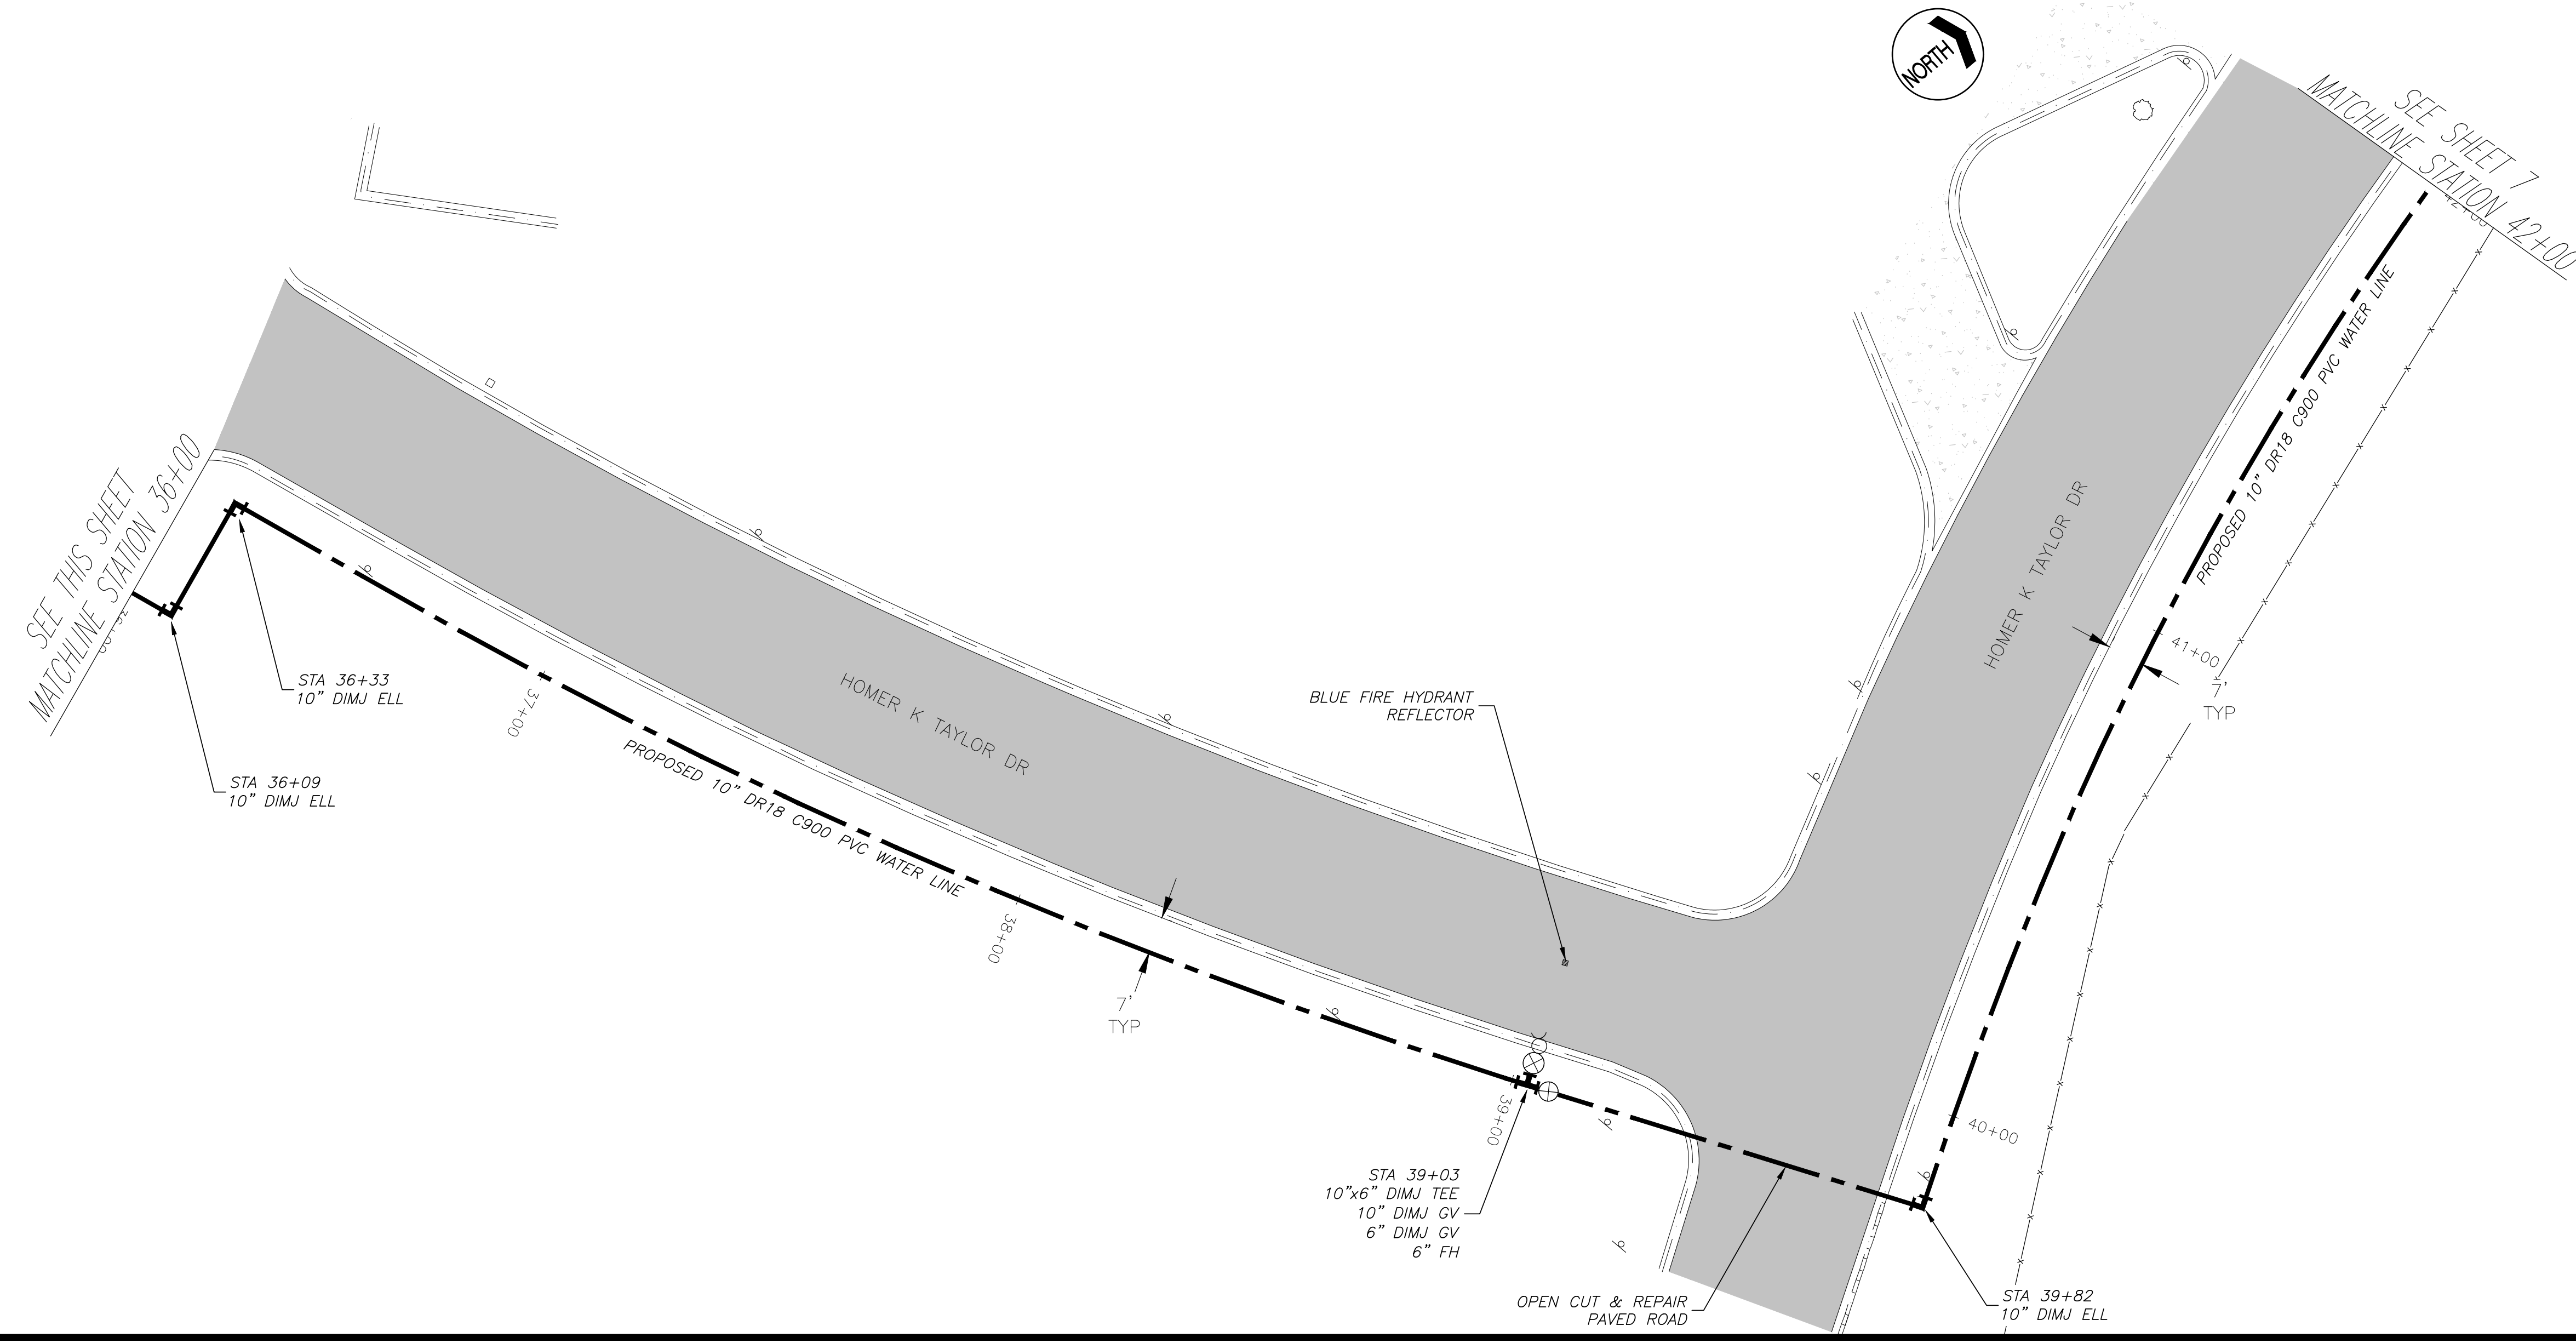 NORTH
SEE SHEET 7
MATCHLINE STATION 42+00
42+00
SEE THIS SHEET
MATCHLINE STATION 36+00
STA 36+33
10" DIMJ ELL
STA 36+09
10" DIMJ ELL
37+00
PROPOSED 10" DR18 C900 PVC WATER LINE
HOMER K TAYLOR DR
38+00
7'
TYP
BLUE FIRE HYDRANT
REFLECTOR
39+00
STA 39+03
10"x6" DIMJ TEE
10" DIMJ GV
6" DIMJ GV
6" FH
OPEN CUT & REPAIR
PAVED ROAD
STA 39+82
10" DIMJ ELL
40+00
HOMER K TAYLOR DR
41+00
7'
TYP
PROPOSED 10" DR18 C900 PVC WATER LINE